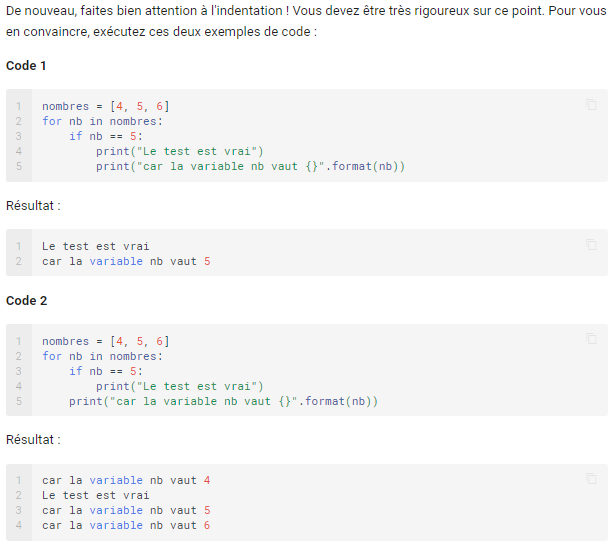 De nouveau, faites bien attention à l'indentation ! Vous devez être très rigoureux sur ce point. Pour vous
en convaincre, exécutez ces deux exemples de code :
Code 1
1 nombres = [4, 5, 6]
2 for nb in nombres:
3     if nb == 5:
4         print("Le test est vrai")
5         print("car la variable nb vaut {}".format(nb))
Résultat :
1 Le test est vrai
2 car la variable nb vaut 5
Code 2
1 nombres = [4, 5, 6]
2 for nb in nombres:
3     if nb == 5:
4         print("Le test est vrai")
5     print("car la variable nb vaut {}".format(nb))
Résultat :
1 car la variable nb vaut 4
2 Le test est vrai
3 car la variable nb vaut 5
4 car la variable nb vaut 6